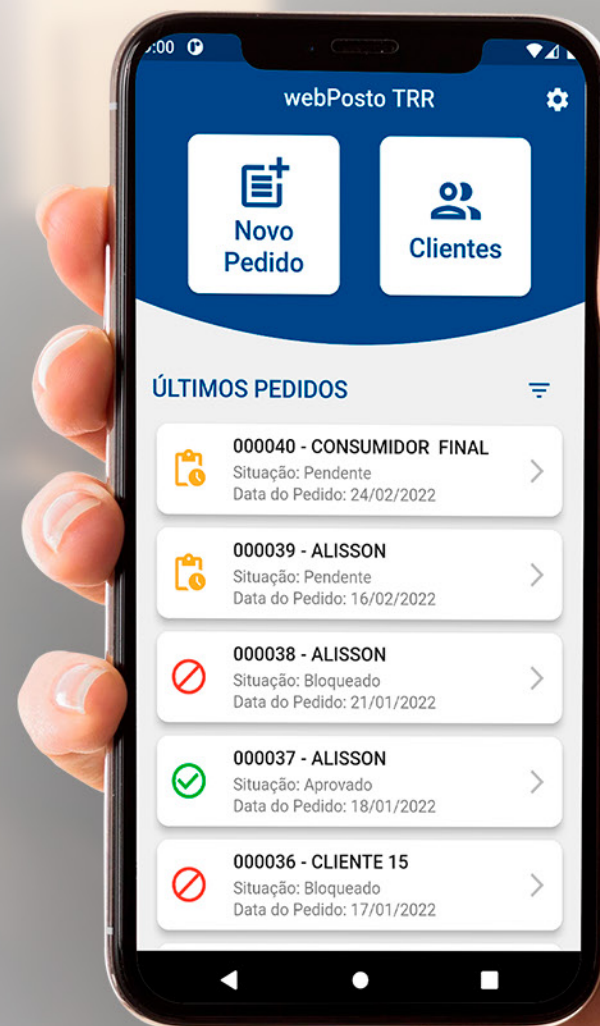 :00
webPosto TRR
Novo
Pedido
Clientes
ÚLTIMOS PEDIDOS
000040 - CONSUMIDOR FINAL
Situação: Pendente
Data do Pedido: 24/02/2022
000039 - ALISSON
Situação: Pendente
Data do Pedido: 16/02/2022
000038 - ALISSON
Situação: Bloqueado
Data do Pedido: 21/01/2022
000037 - ALISSON
Situação: Aprovado
Data do Pedido: 18/01/2022
000036 - CLIENTE 15
Situação: Bloqueado
Data do Pedido: 17/01/2022